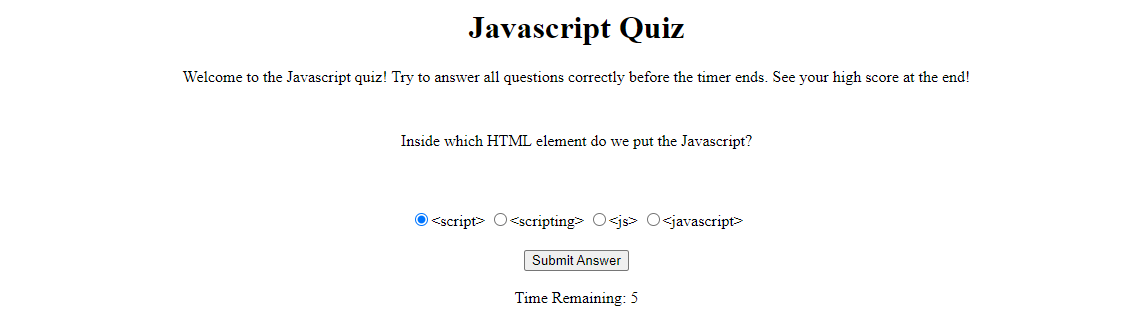 Javascript Quiz
Welcome to the Javascript quiz! Try to answer all questions correctly before the timer ends. See your high score at the end!
Inside which HTML element do we put the Javascript?
<script> <scripting> <js> <javascript>
Submit Answer
Time Remaining: 5